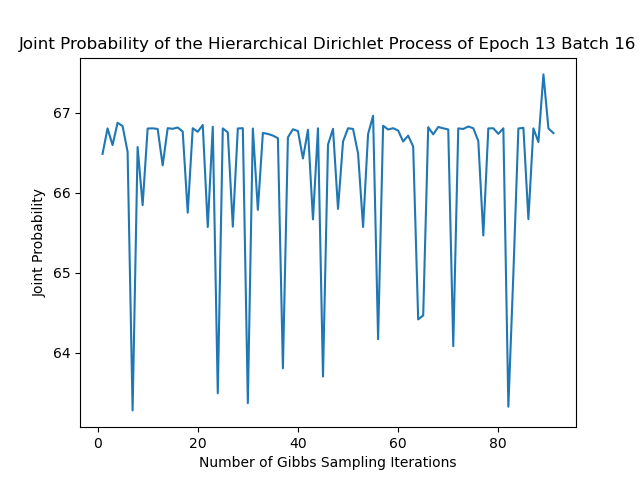 Joint Probability of the Hierarchical Dirichlet Process of Epoch 13 Batch 16
67
66
65
64
Joint Probability
0 20 40 60 80
Number of Gibbs Sampling Iterations